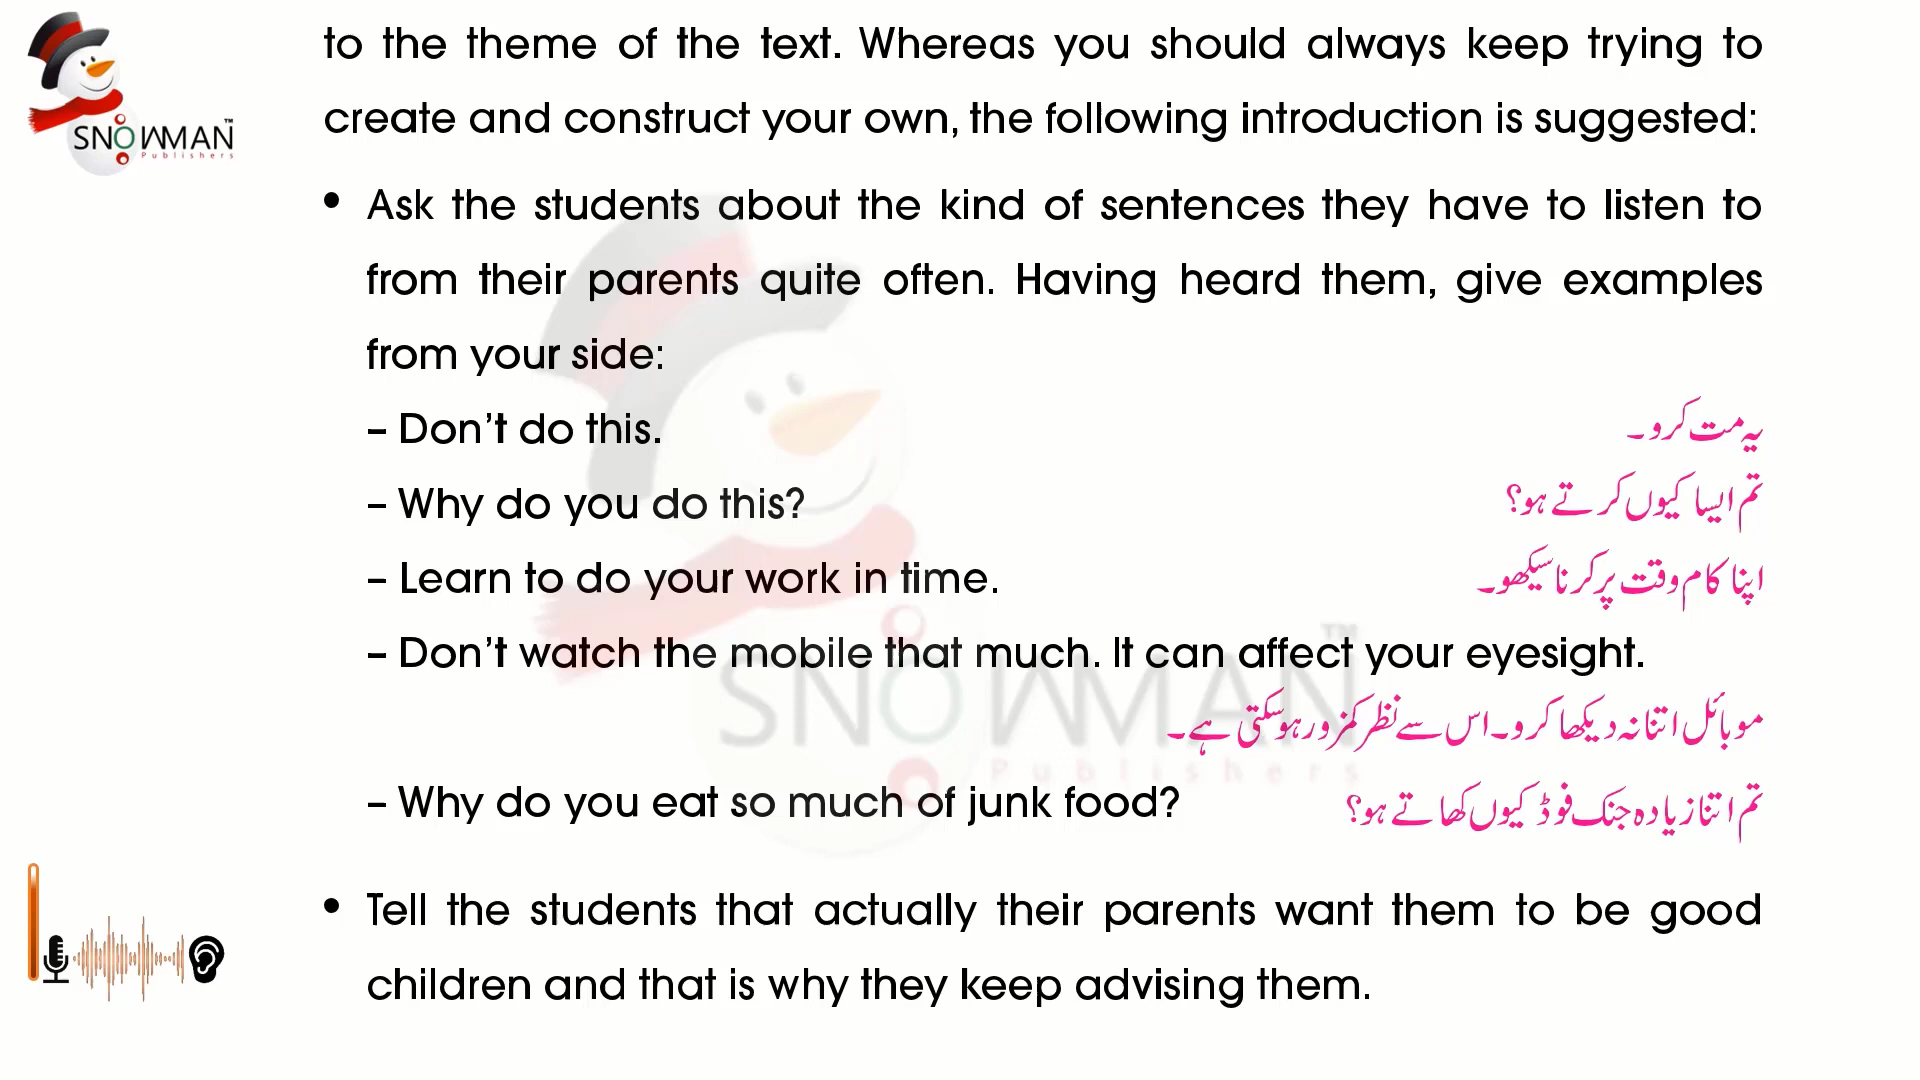 SNOWMAN™
Publishers
to the theme of the text. Whereas you should always keep trying to
create and construct your own, the following introduction is suggested:
• Ask the students about the kind of sentences they have to listen to
from their parents quite often. Having heard them, give examples
from your side:
– Don’t do this. یہ مت کرو۔
– Why do you do this? تم ایسا کیوں کرتے ہو؟
– Learn to do your work in time. اپنا کام وقت پر کرنا سیکھو۔
– Don’t watch the mobile that much. It can affect your eyesight.
موبائل اتنا نہ دیکھا کرو۔ اس سے نظر کمزور ہوسکتی ہے۔
– Why do you eat so much of junk food? تم اتنا زیادہ جنک فوڈ کیوں کھاتے ہو؟
• Tell the students that actually their parents want them to be good
children and that is why they keep advising them.
SNOWMAN™
Publishers